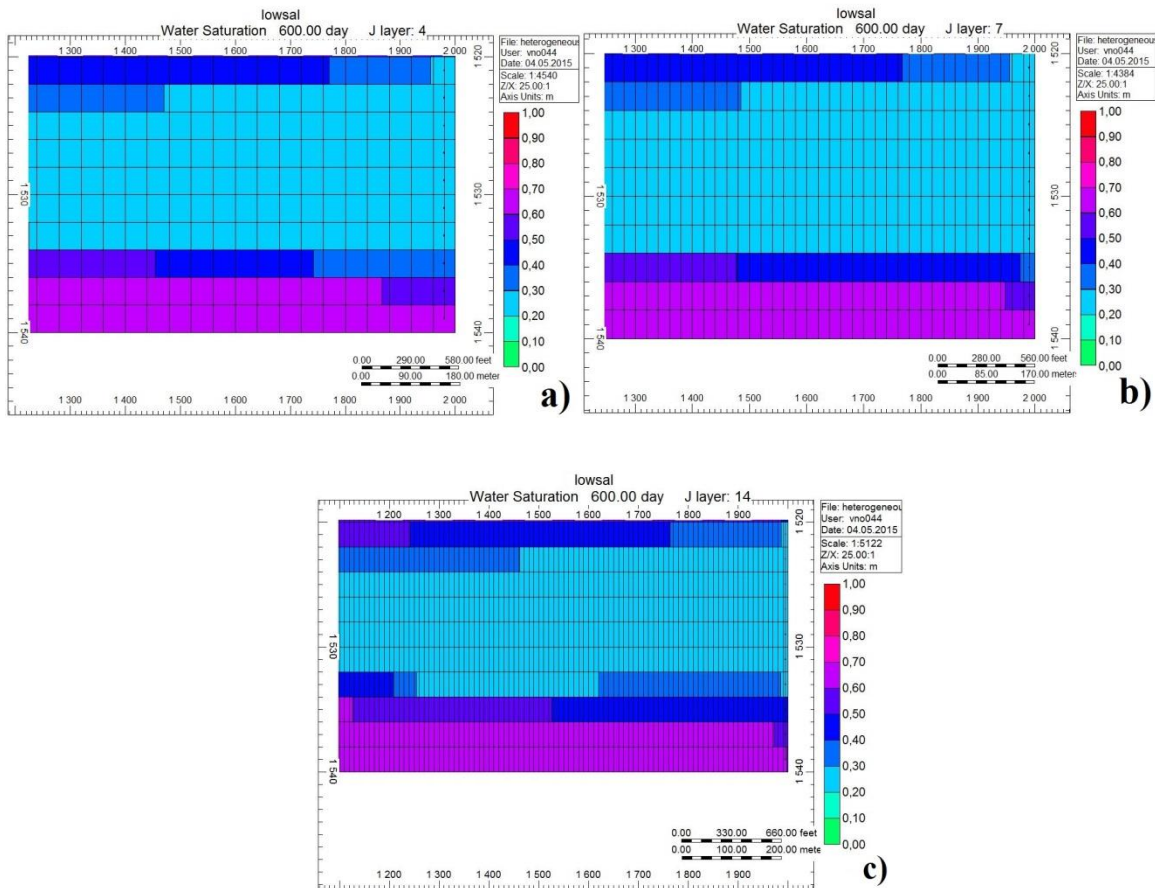 lowsal
Water Saturation 600.00 day J layer: 4
1 300 1 400 1 500 1 600 1 700 1 800 1 900 2 000
1 520
1 530
1 540
1 520
1 530
1 540
File: heterogeneous
User: vno044
Date: 04.05.2015
Scale: 1:4540
Z/X: 25.00:1
Axis Units: m
1,00
0,90
0,80
0,70
0,60
0,50
0,40
0,30
0,20
0,10
0,00
0.00 290.00 580.00 feet
0.00 90.00 180.00 meter
1 300 1 400 1 500 1 600 1 700 1 800 1 900 2 000
a)
lowsal
Water Saturation 600.00 day J layer: 7
1 300 1 400 1 500 1 600 1 700 1 800 1 900 2 000
1 530
1 540
1 520
1 530
1 540
File: heterogeneous
User: vno044
Date: 04.05.2015
Scale: 1:4384
Z/X: 25.00:1
Axis Units: m
1,00
0,90
0,80
0,70
0,60
0,50
0,40
0,30
0,20
0,10
0,00
0.00 280.00 560.00 feet
0.00 85.00 170.00 meter
1 300 1 400 1 500 1 600 1 700 1 800 1 900 2 000
b)
lowsal
Water Saturation 600.00 day J layer: 14
1 200 1 300 1 400 1 500 1 600 1 700 1 800 1 900
1 530
1 540
1 520
1 530
1 540
File: heterogeneou
User: vno044
Date: 04.05.2015
Scale: 1:5122
Z/X: 25.00:1
Axis Units: m
1,00
0,90
0,80
0,70
0,60
0,50
0,40
0,30
0,20
0,10
0,00
0.00 330.00 660.00 feet
0.00 100.00 200.00 mete
1 200 1 300 1 400 1 500 1 600 1 700 1 800 1 900
c)